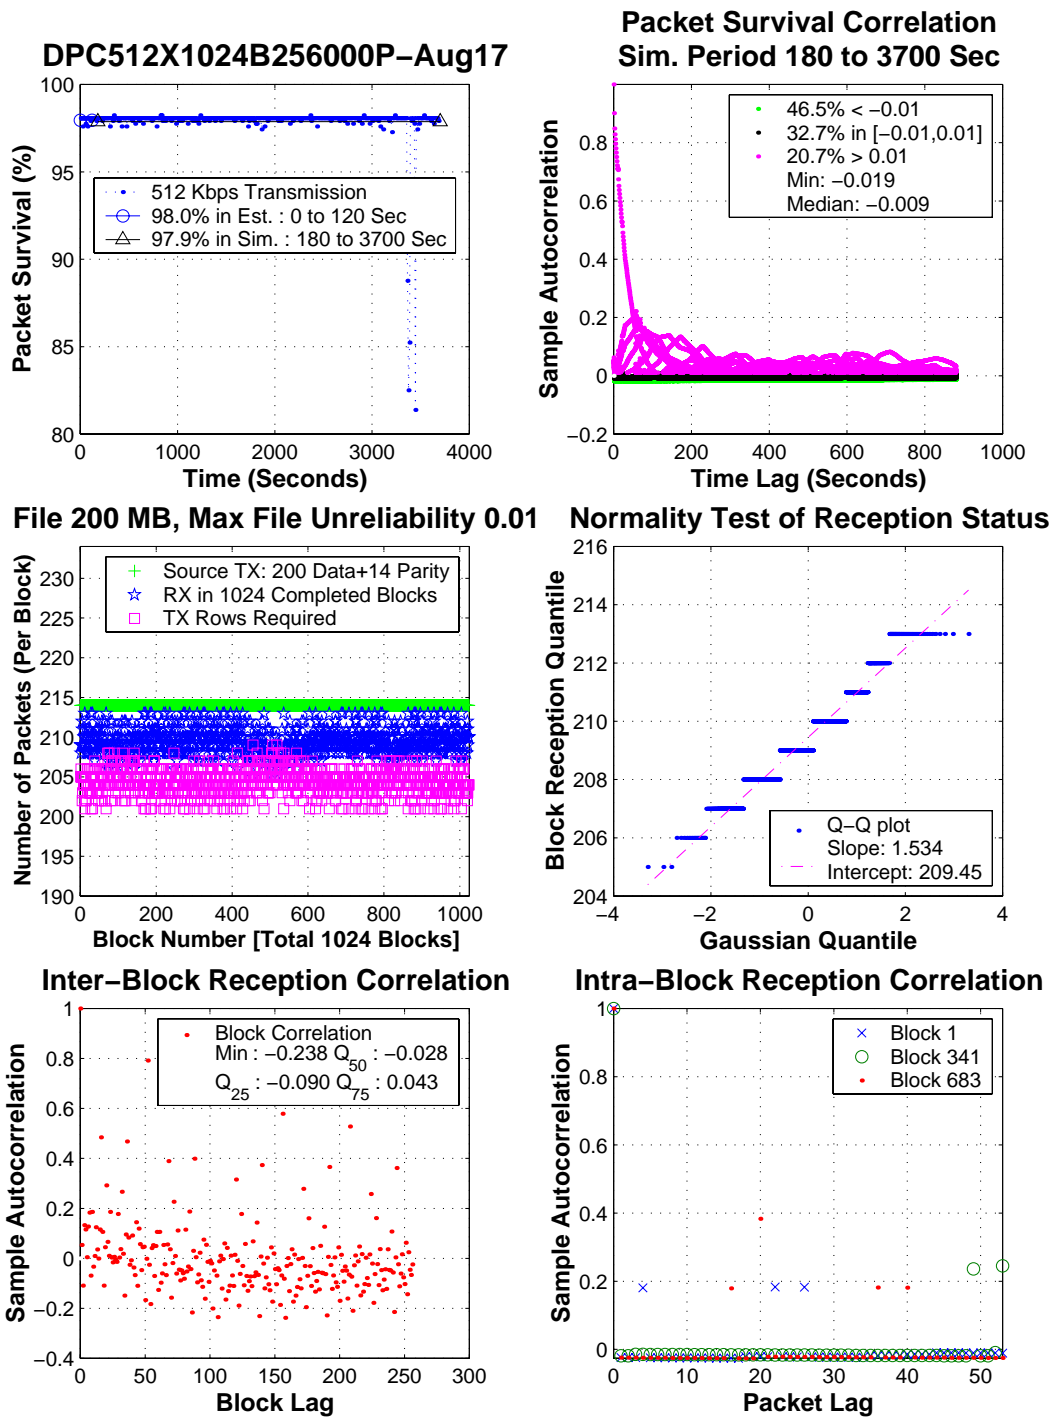 DPC512X1024B256000P−Aug17
100
95
90
85
80
0
1000
2000
3000
4000
Packet Survival (%)
Time (Seconds)
512 Kbps Transmission
98.0% in Est. : 0 to 120 Sec
97.9% in Sim. : 180 to 3700 Sec
Packet Survival Correlation
Sim. Period 180 to 3700 Sec
0.8
0.6
0.4
0.2
0
−0.2
0
200
400
600
800
1000
Sample Autocorrelation
Time Lag (Seconds)
46.5% < −0.01
32.7% in [−0.01,0.01]
20.7% > 0.01
Min: −0.019
Median: −0.009
File 200 MB, Max File Unreliability 0.01
230
225
220
215
210
205
200
195
190
0
200
400
600
800
1000
Number of Packets (Per Block)
Block Number [Total 1024 Blocks]
Source TX: 200 Data+14 Parity
RX in 1024 Completed Blocks
TX Rows Required
Normality Test of Reception Status
216
214
212
210
208
206
204
−4
−2
0
2
4
Block Reception Quantile
Gaussian Quantile
Q−Q plot
Slope: 1.534
Intercept: 209.45
Inter−Block Reception Correlation
1
0.8
0.6
0.4
0.2
0
−0.2
−0.4
0
50
100
150
200
250
300
Sample Autocorrelation
Block Lag
Block Correlation
Min : −0.238 Q50 : −0.028
Q25 : −0.090 Q75 : 0.043
Intra−Block Reception Correlation
1
0.8
0.6
0.4
0.2
0
0
10
20
30
40
50
Sample Autocorrelation
Packet Lag
Block 1
Block 341
Block 683